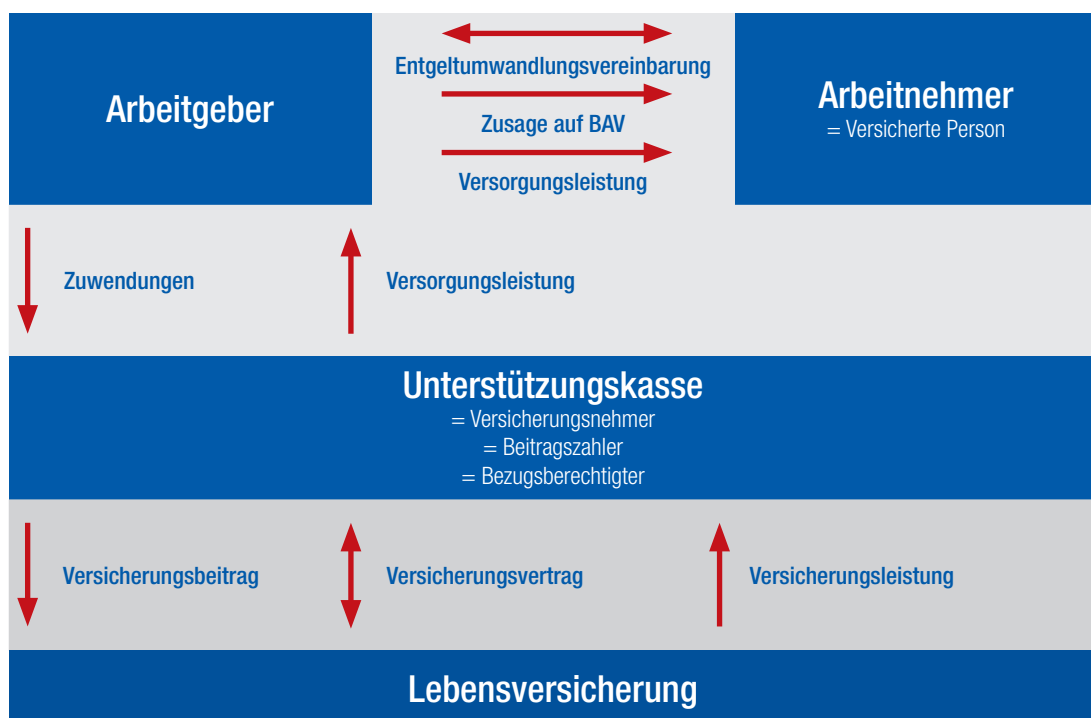 Arbeitgeber
Entgeltumwandlungsvereinbarung
Zusage auf BAV
Versorgungsleistung
Arbeitnehmer
= Versicherte Person
Zuwendungen
Versorgungsleistung
Unterstützungskasse
= Versicherungsnehmer
= Beitragszahler
= Bezugsberechtigter
Versicherungsbeitrag
Versicherungsvertrag
Versicherungsleistung
Lebensversicherung